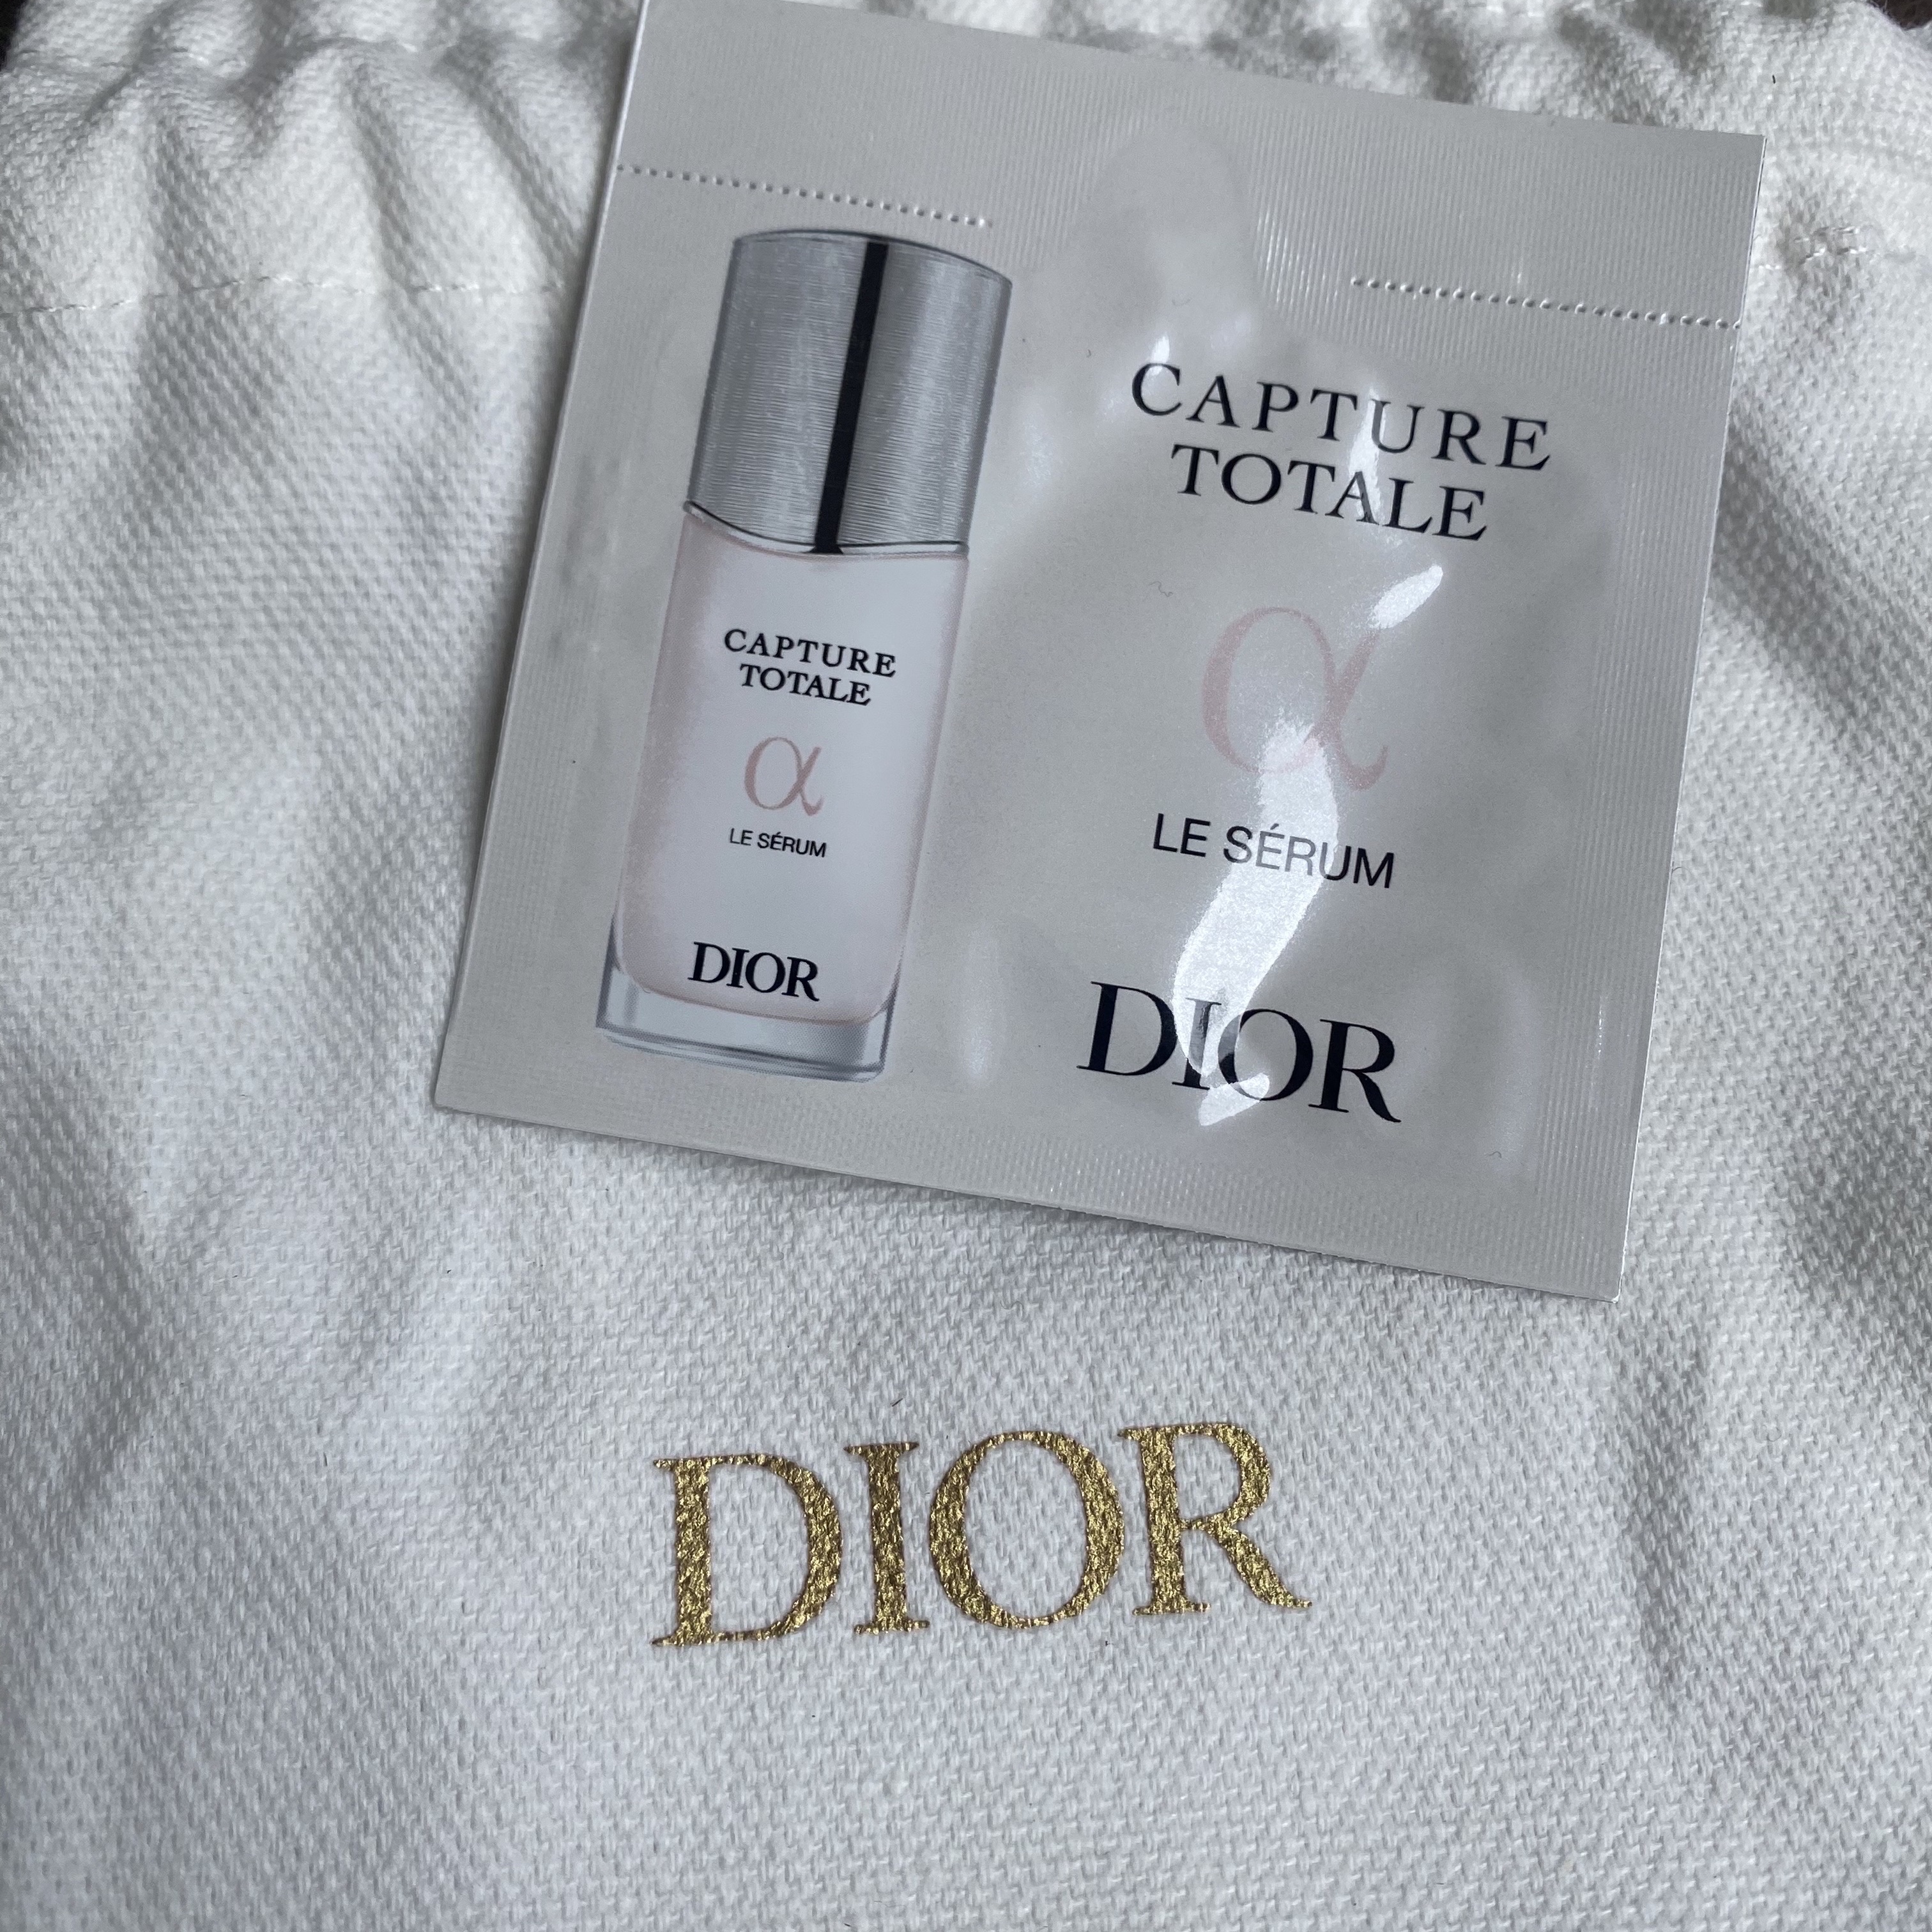 CAPTURE
TOTALE
α
LE SÉRUM
DIOR
CAPTURE
TOTALE
α
LE SÉRUM
DIOR
DIOR